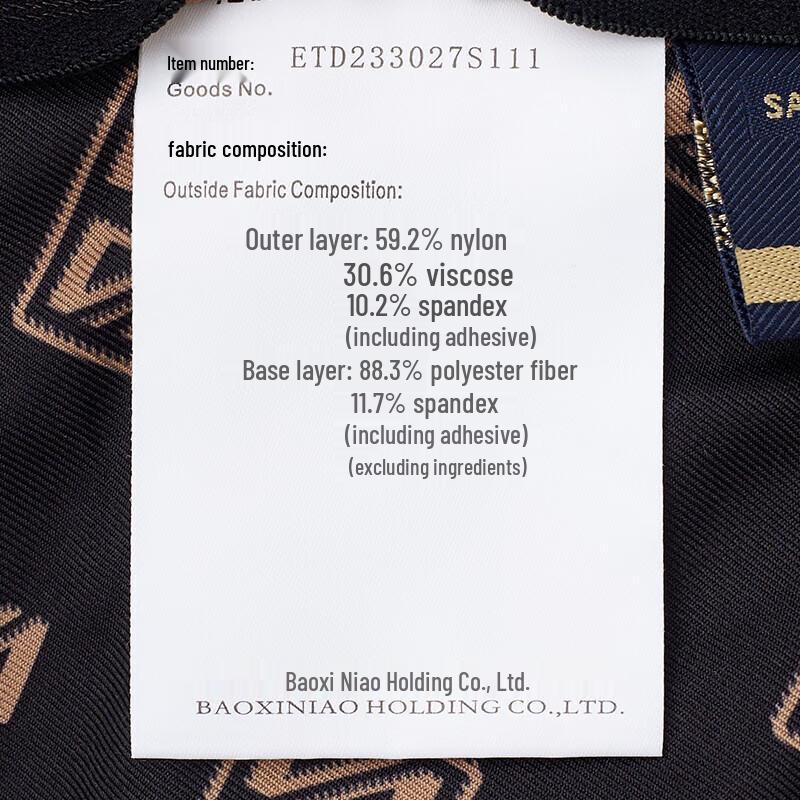 Item number: ETD233027S111
Goods No.
fabric composition:
Outside Fabric Composition:
Outer layer: 59.2% nylon
30.6% viscose
10.2% spandex
(including adhesive)
Base layer: 88.3% polyester fiber
11.7% spandex
(including adhesive)
(excluding ingredients)
Baoxi Niao Holding Co., Ltd.
BAOXINIAO HOLDING CO.,LTD.
SA